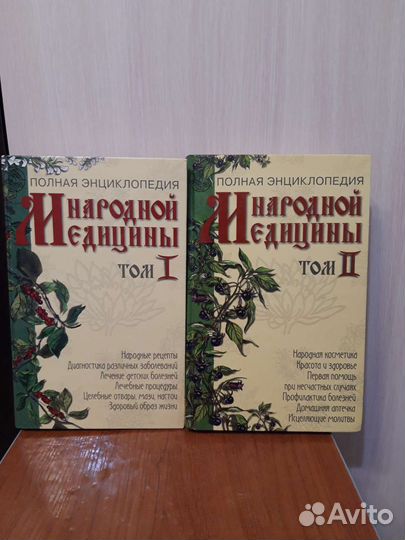 ПОЛНАЯ ЭНЦИКЛОПЕДИЯ
НАРОДНОЙ
МЕДИЦИНЫ
ТОМ I
Народные рецепты
Диагностика различных заболеваний
Лечение детских болезней
Лечебные процедуры
Целебные отвары, мази, настои
Здоровый образ жизни
ПОЛНАЯ ЭНЦИКЛОПЕДИЯ
НАРОДНОЙ
МЕДИЦИНЫ
ТОМ II
Народная косметика
Красота и здоровье
Первая помощь
при несчастных случаях
Профилактика болезней
Домашняя аптечка
Исцеляющие молитвы
Avito